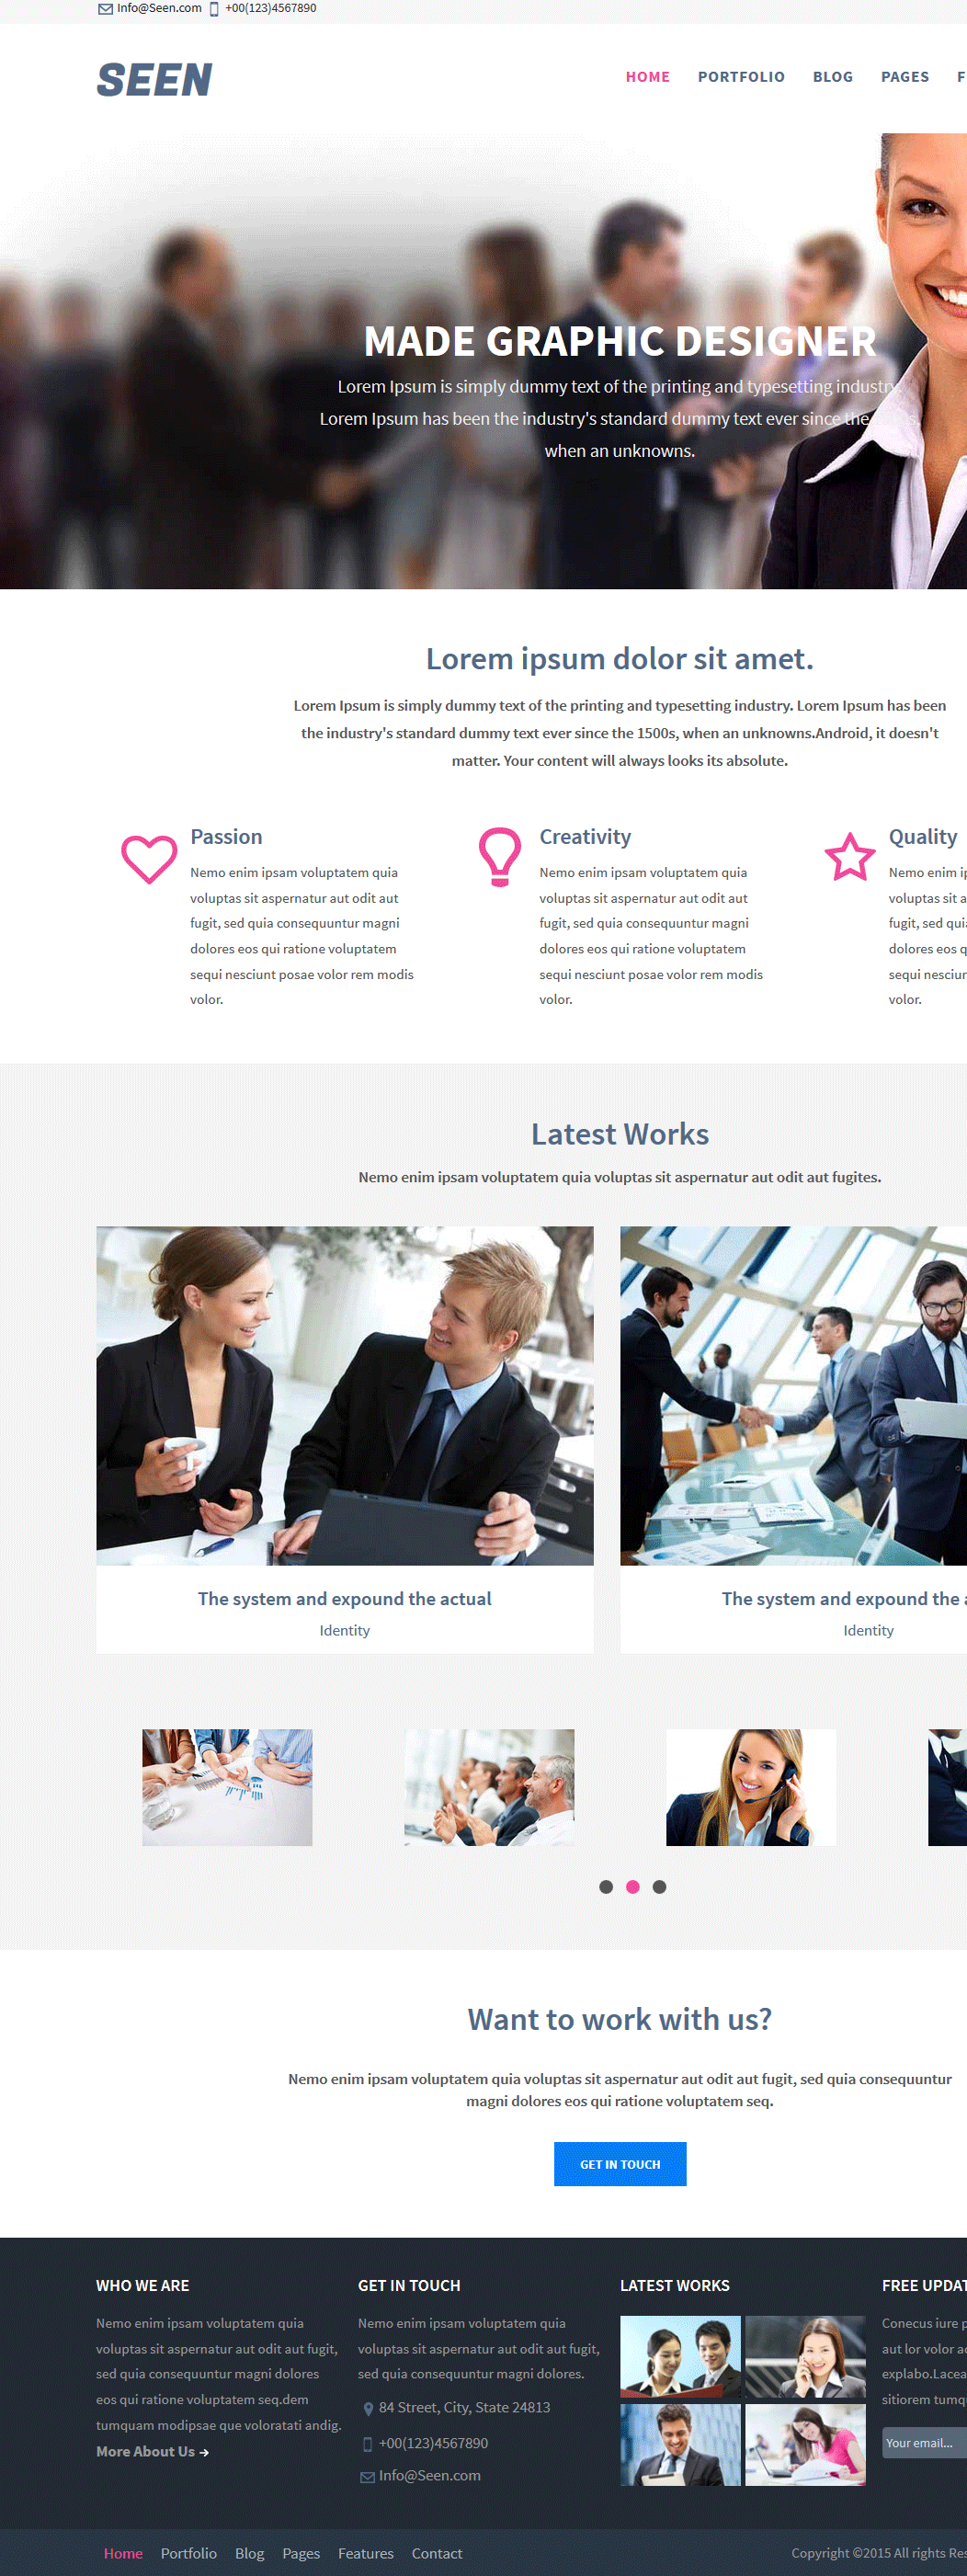 Info@Seen.com +00(123)4567890
SEEN
HOME PORTFOLIO BLOG PAGES F
MADE GRAPHIC DESIGNER
Lorem Ipsum is simply dummy text of the printing and typesetting industry.
Lorem Ipsum has been the industry's standard dummy text ever since the
when an unknowns.
Lorem ipsum dolor sit amet.
Lorem Ipsum is simply dummy text of the printing and typesetting industry. Lorem Ipsum has been
the industry's standard dummy text ever since the 1500s, when an unknowns.Android, it doesn't
matter. Your content will always looks its absolute.
Passion
Nemo enim ipsam voluptatem quia
voluptas sit aspernatur aut odit aut
fugit, sed quia consequuntur magni
dolores eos qui ratione voluptatem
sequi nesciunt posae volor rem modis
volor.
Creativity
Nemo enim ipsam voluptatem quia
voluptas sit aspernatur aut odit aut
fugit, sed quia consequuntur magni
dolores eos qui ratione voluptatem
sequi nesciunt posae volor rem modis
volor.
Quality
Nemo enim
voluptas sit a
fugit, sed qui
dolores eos q
sequi nesciun
volor.
Latest Works
Nemo enim ipsam voluptatem quia voluptas sit aspernatur aut odit aut fugites.
The system and expound the actual
Identity
The system and expound the a
Identity
Want to work with us?
Nemo enim ipsam voluptatem quia voluptas sit aspernatur aut odit aut fugit, sed quia consequuntur
magni dolores eos qui ratione voluptatem seq.
GET IN TOUCH
WHO WE ARE
Nemo enim ipsam voluptatem quia
voluptas sit aspernatur aut odit aut fugit,
sed quia consequuntur magni dolores
eos qui ratione voluptatem seq.dem
tumquam modipsae que voloratati andig.
More About Us
GET IN TOUCH
Nemo enim ipsam voluptatem quia
voluptas sit aspernatur aut odit aut fugit,
sed quia consequuntur magni dolores.
84 Street, City, State 24813
+00(123)4567890
Info@Seen.com
LATEST WORKS
FREE UPDAT
Conecus iure p
aut lor volor a
explabo.Lacea
sitiorem tumq
Your email...
Home Portfolio Blog Pages Features Contact
Copyright ©2015 All rights Res